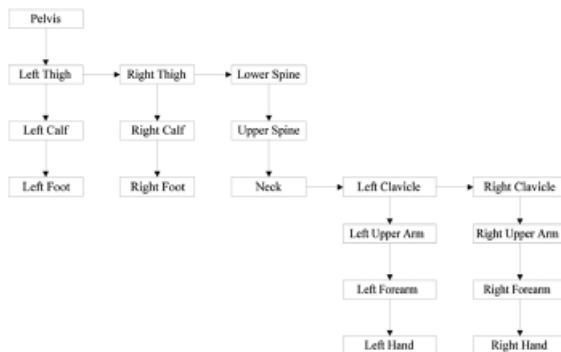 Pelvis
Left Thigh
Right Thigh
Lower Spine
Left Calf
Right Calf
Upper Spine
Left Foot
Right Foot
Neck
Left Clavicle
Right Clavicle
Left Upper Arm
Right Upper Arm
Left Forearm
Right Forearm
Left Hand
Right Hand